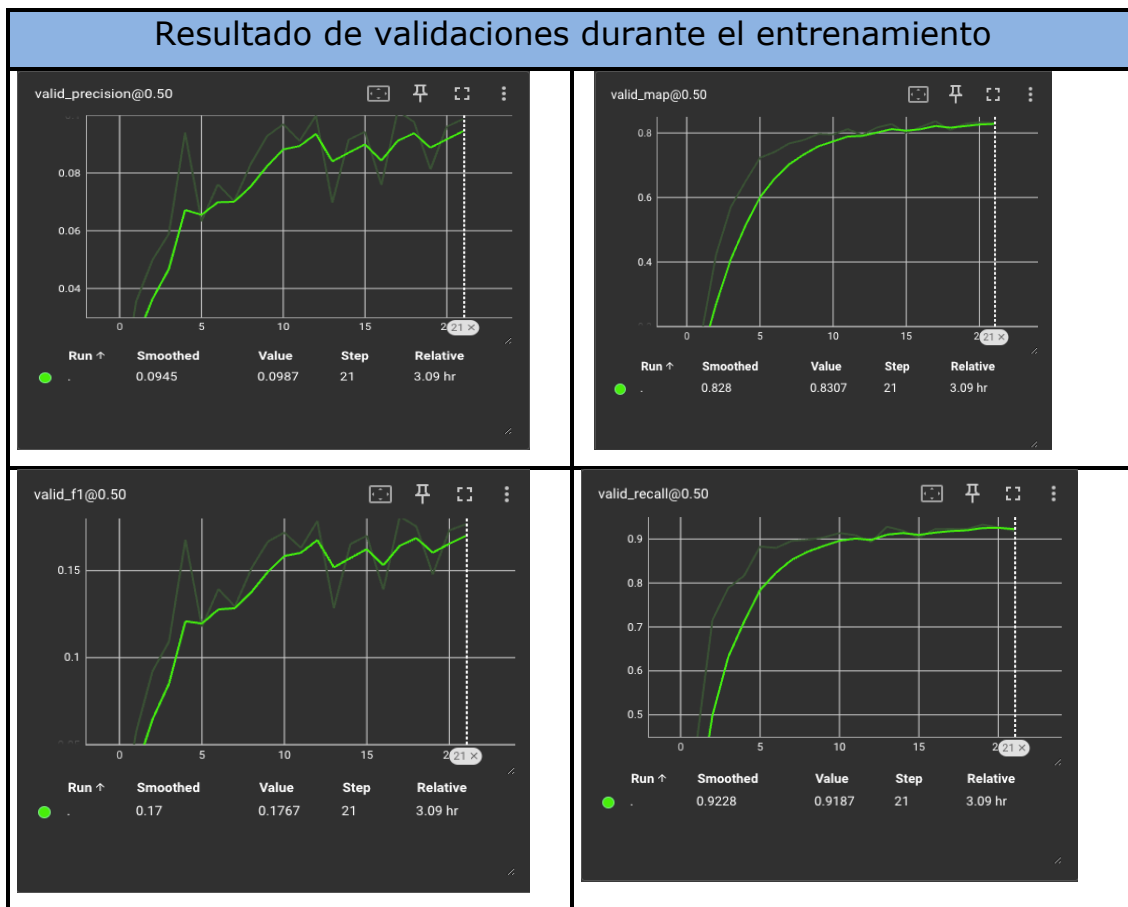 Resultado de validaciones durante el entrenamiento
valid_precision@0.50
0.08
0.06
0.04
0 5 10 15 2 21 ×
Run ↑ Smoothed Value Step Relative
. 0.0945 0.0987 21 3.09 hr
valid_map@0.50
0.8
0.6
0.4
0 5 10 15 2 21 ×
Run ↑ Smoothed Value Step Relative
. 0.828 0.8307 21 3.09 hr
valid_f1@0.50
0.15
0.1
0 5 10 15 2 21 ×
Run ↑ Smoothed Value Step Relative
. 0.17 0.1767 21 3.09 hr
valid_recall@0.50
0.9
0.8
0.7
0.6
0.5
0 5 10 15 2 21 ×
Run ↑ Smoothed Value Step Relative
. 0.9228 0.9187 21 3.09 hr